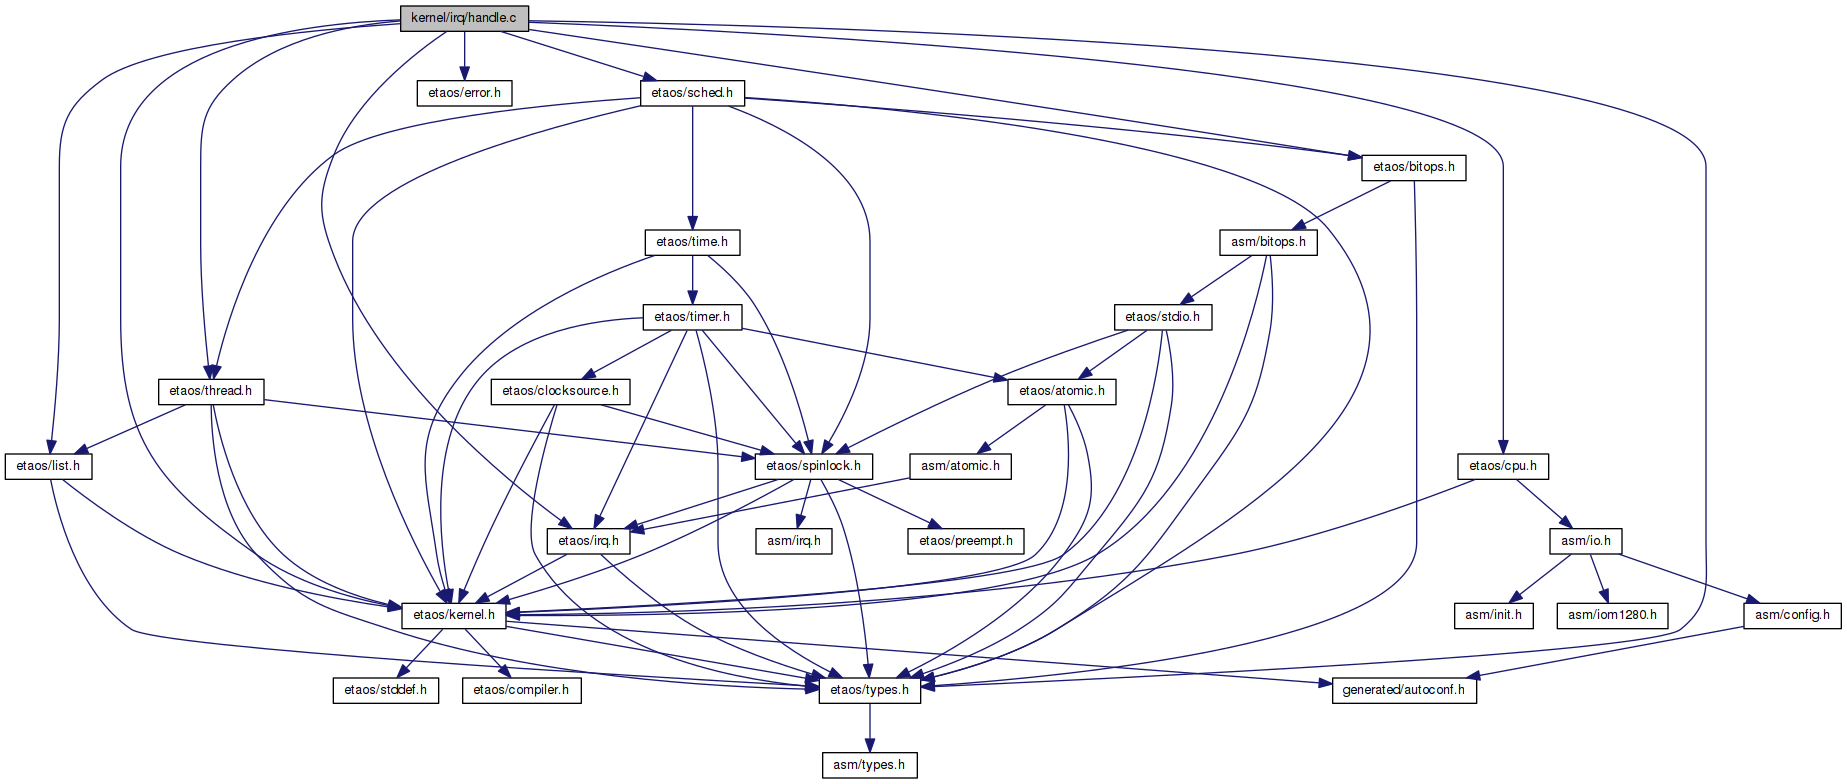 kernel/irq/handle.c
etaos/error.h
etaos/sched.h
etaos/bitops.h
etaos/time.h
asm/bitops.h
etaos/timer.h
etaos/stdio.h
etaos/thread.h
etaos/clocksource.h
etaos/atomic.h
etaos/list.h
etaos/spinlock.h
asm/atomic.h
etaos/cpu.h
etaos/irq.h
asm/irq.h
etaos/preempt.h
asm/io.h
etaos/kernel.h
asm/init.h
asm/iom1280.h
asm/config.h
etaos/stddef.h
etaos/compiler.h
etaos/types.h
generated/autoconf.h
asm/types.h